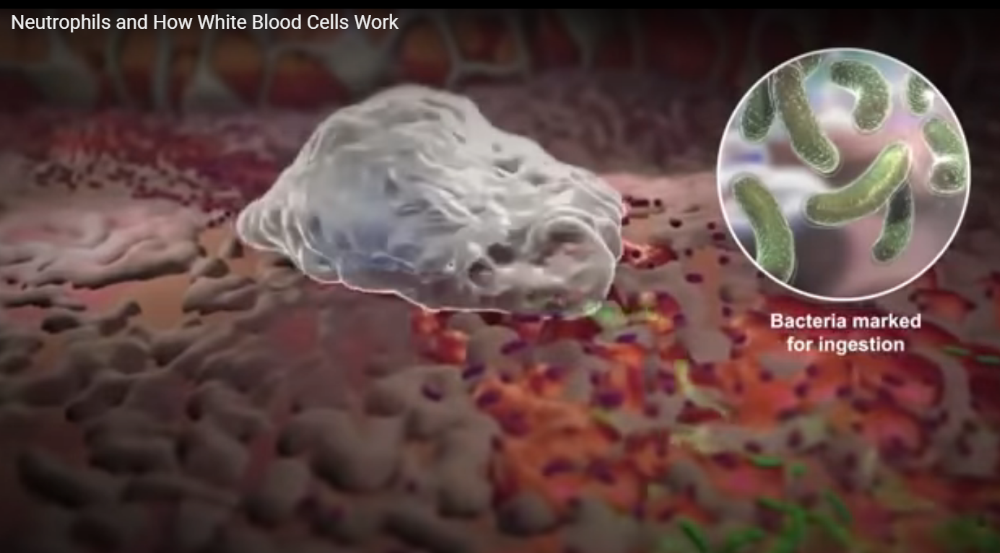 Neutrophils and How White Blood Cells Work
Bacteria marked
for ingestion